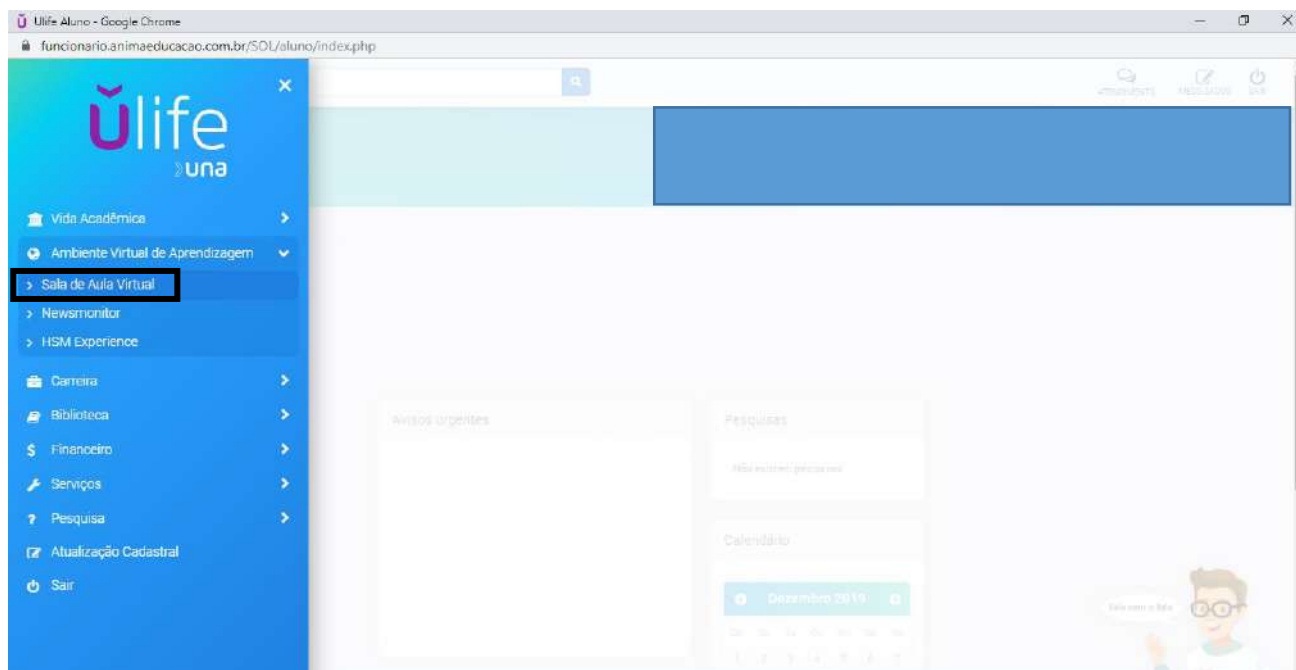 Ulife Aluno - Google Chrome
funcionario.animaeducacao.com.br/SOL/aluno/index.php
ŭlife
una
Vida Acadêmica
Ambiente Virtual de Aprendizagem
Sala de Aula Virtual
Newsmonitor
HSM Experience
Carreira
Biblioteca
Financeiro
Serviços
Pesquisa
Atualização Cadastral
Sair
Avisos Urgentes
Pesquisas
Calendário
Dezembro 2019